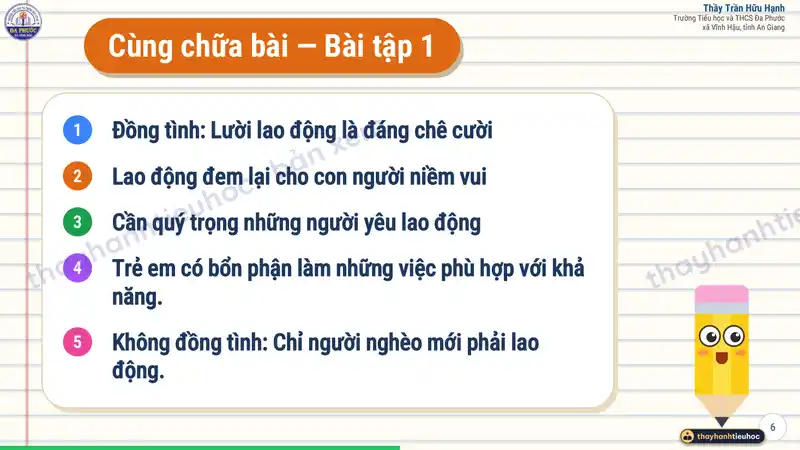 ĐA PHƯỚC
Thầy Trần Hữu Hạnh
Trường Tiểu học và THCS Đa Phước
xã Vĩnh Hậu, tỉnh An Giang
Cùng chữa bài — Bài tập 1
1 Đồng tình: Lười lao động là đáng chê cười
2 Lao động đem lại cho con người niềm vui
3 Cần quý trọng những người yêu lao động
4 Trẻ em có bổn phận làm những việc phù hợp với khả
năng.
5 Không đồng tình: Chỉ người nghèo mới phải lao
động.
thayhanhtieuhoc
6